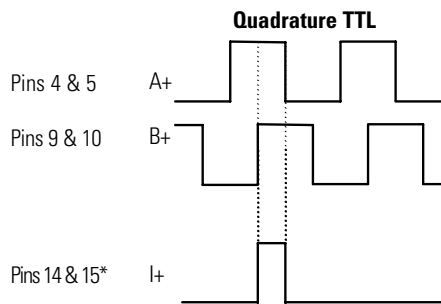 Quadrature TTL
Pins 4 & 5 A+
Pins 9 & 10 B+
Pins 14 & 15* I+